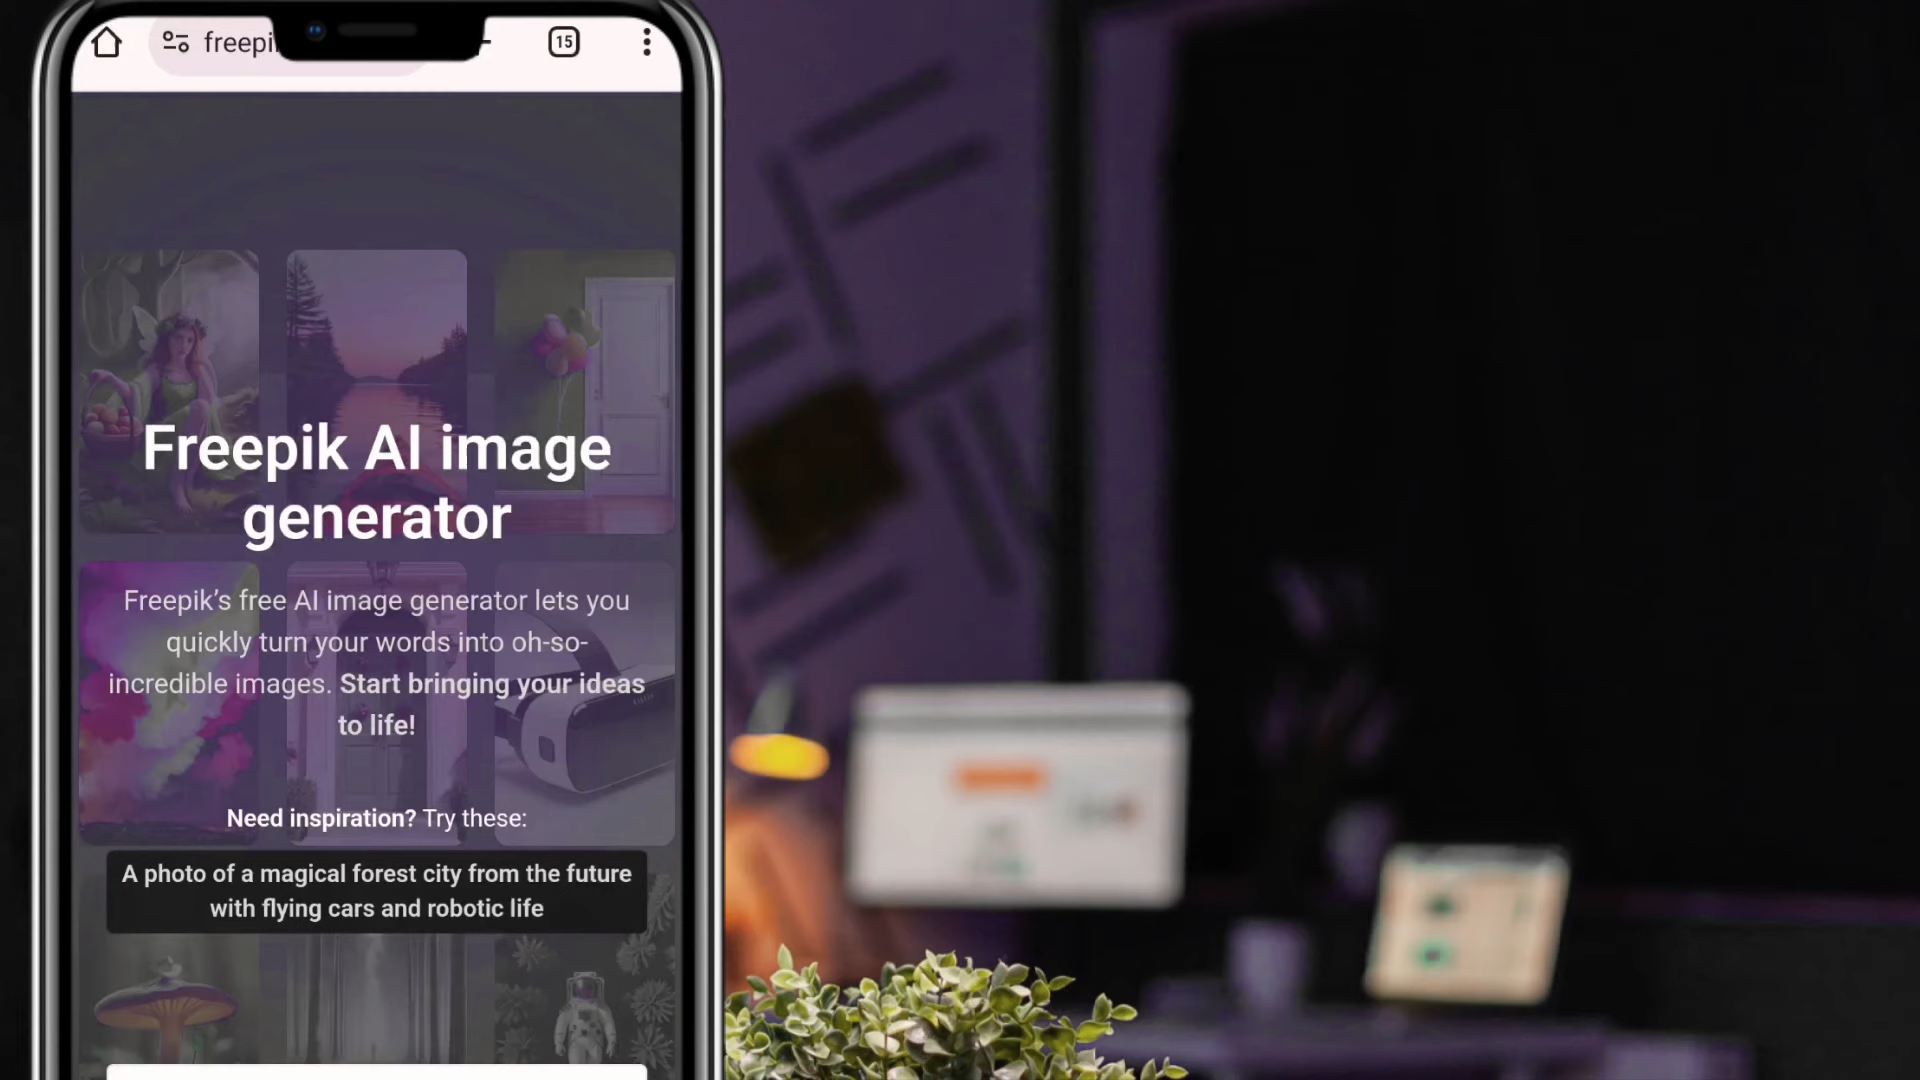 freepi
15
Freepik AI image
generator
Freepik’s free AI image generator lets you
quickly turn your words into oh-so-
incredible images. Start bringing your ideas
to life!
Need inspiration? Try these:
A photo of a magical forest city from the future
with flying cars and robotic life